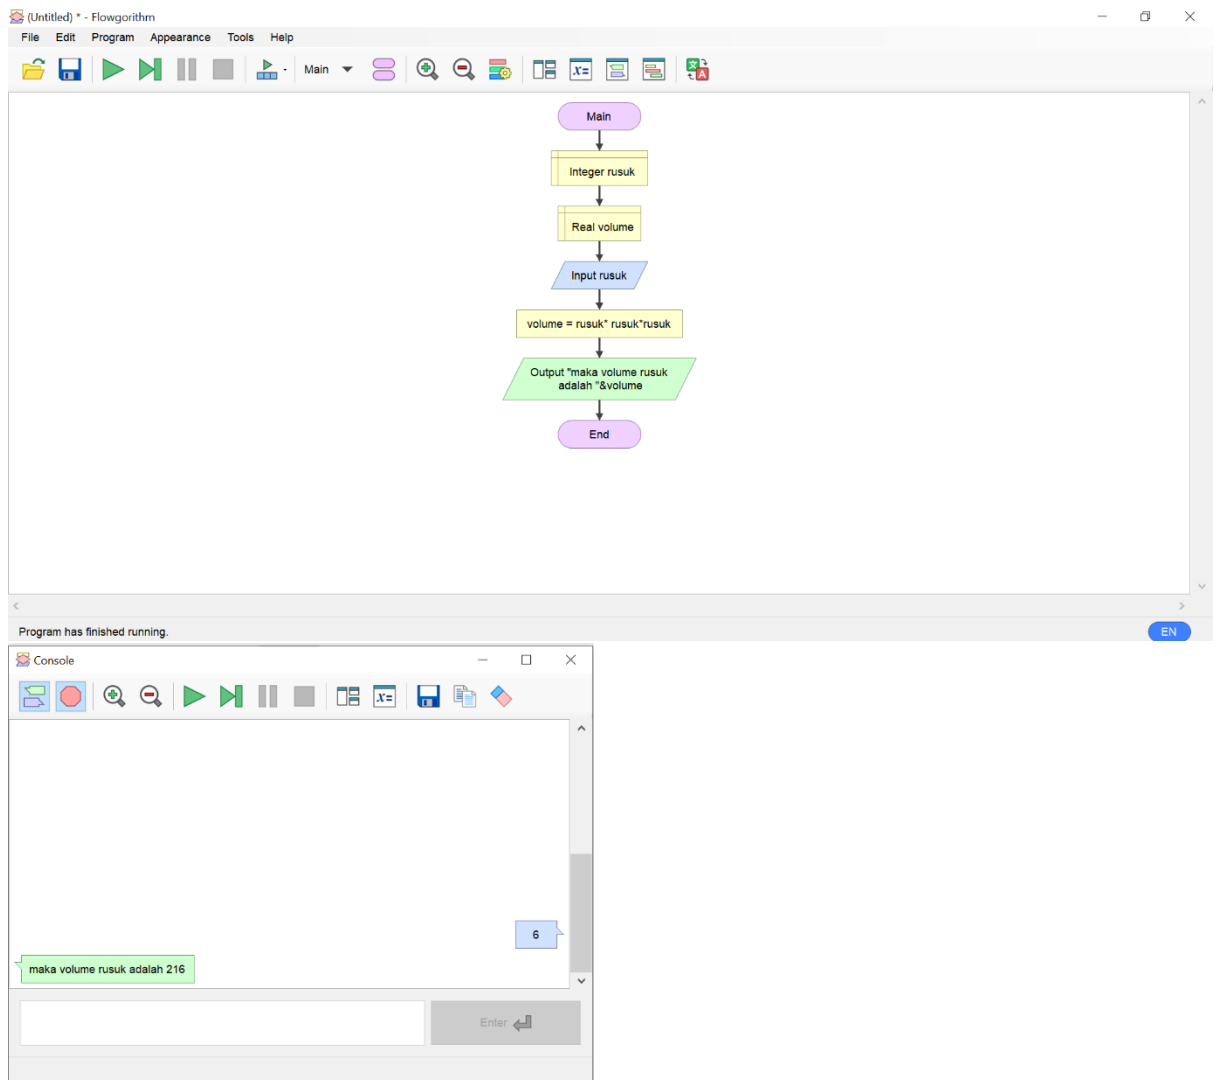 (Untitled) * - Flowgorithm
File Edit Program Appearance Tools Help
Main
Main
Integer rusuk
Real volume
Input rusuk
volume = rusuk* rusuk*rusuk
Output "maka volume rusuk
adalah "&volume
End
Program has finished running.
EN
Console
6
maka volume rusuk adalah 216
Enter